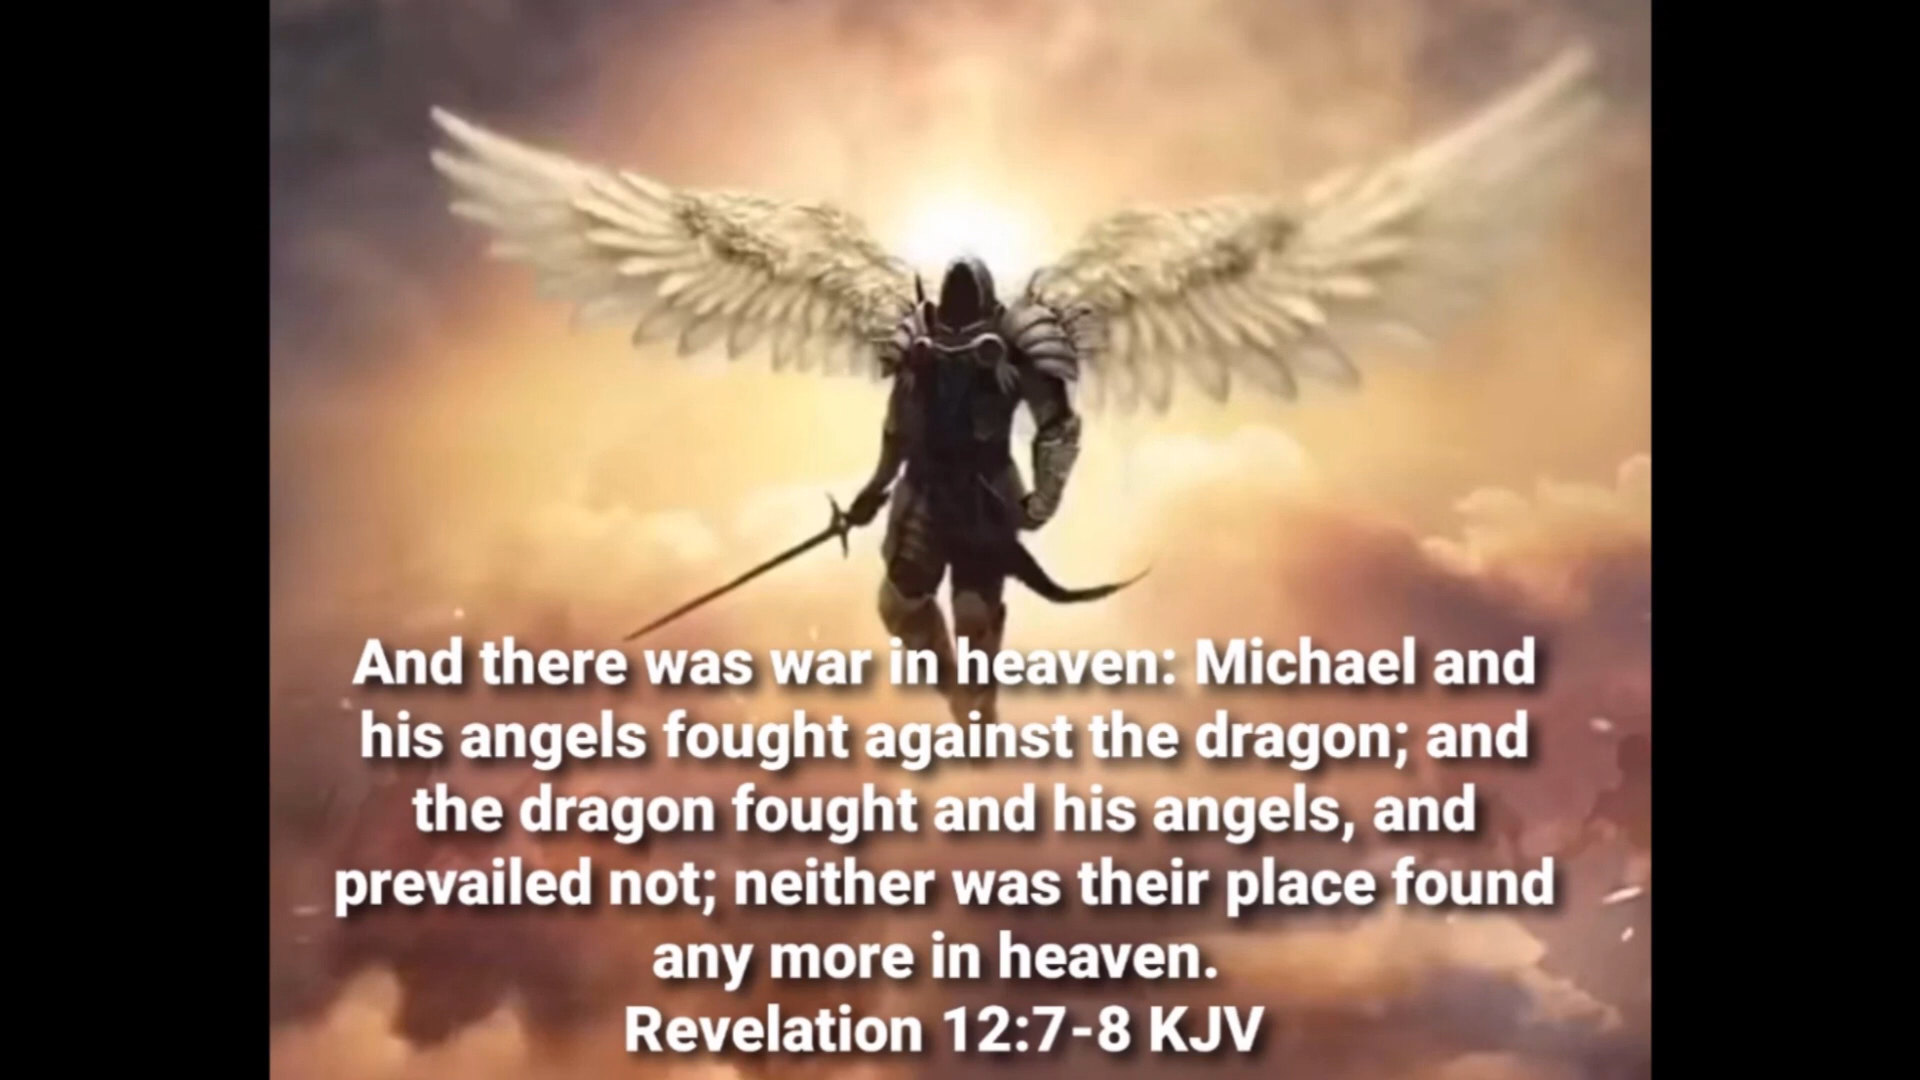 And there was war in heaven: Michael and
his angels fought against the dragon; and
the dragon fought and his angels, and
prevailed not; neither was their place found
any more in heaven.
Revelation 12:7-8 KJV